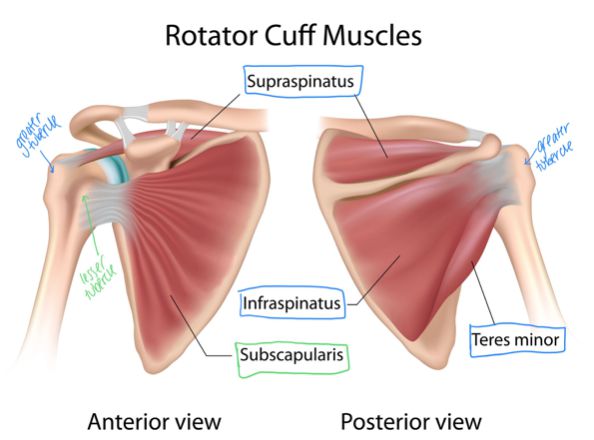 Rotator Cuff Muscles
Supraspinatus
greater
tubercle
greater
tubercle
lesser
tubercle
Infraspinatus
Subscapularis
Teres minor
Anterior view
Posterior view